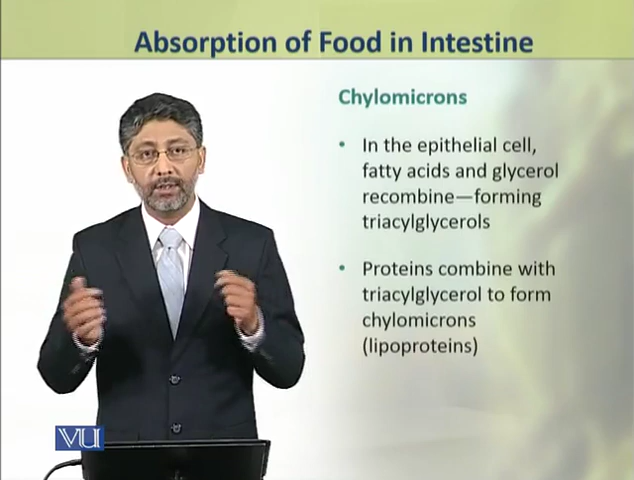 Absorption of Food in Intestine
Chylomicrons
• In the epithelial cell,
fatty acids and glycerol
recombine—forming
triacylglycerols
• Proteins combine with
triacylglycerol to form
chylomicrons
(lipoproteins)
VU